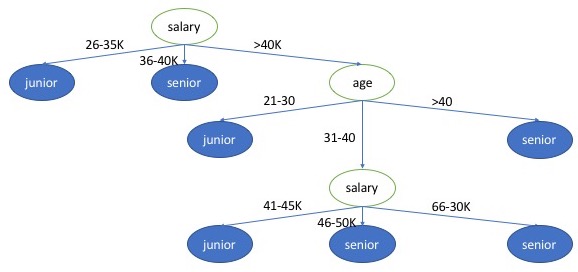 salary
26-35K
36-40K
>40K
junior
senior
age
21-30
31-40
>40
junior
senior
salary
41-45K
46-50K
66-30K
junior
senior
senior